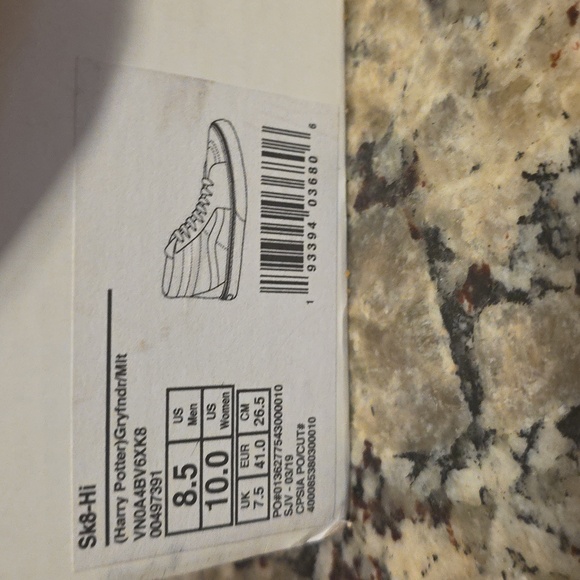 Sk8-Hi
(Harry Potter)Gryfndr/Mlt
VN0A4BV6XK8
00497391
8.5 US Men
10.0 US Women
UK EUR CM
7.5 41.0 26.5
PO#0136277543000010
SJV - 03/19
CPSIA PO/CUT#
400085380300010
1 93394 03680 6